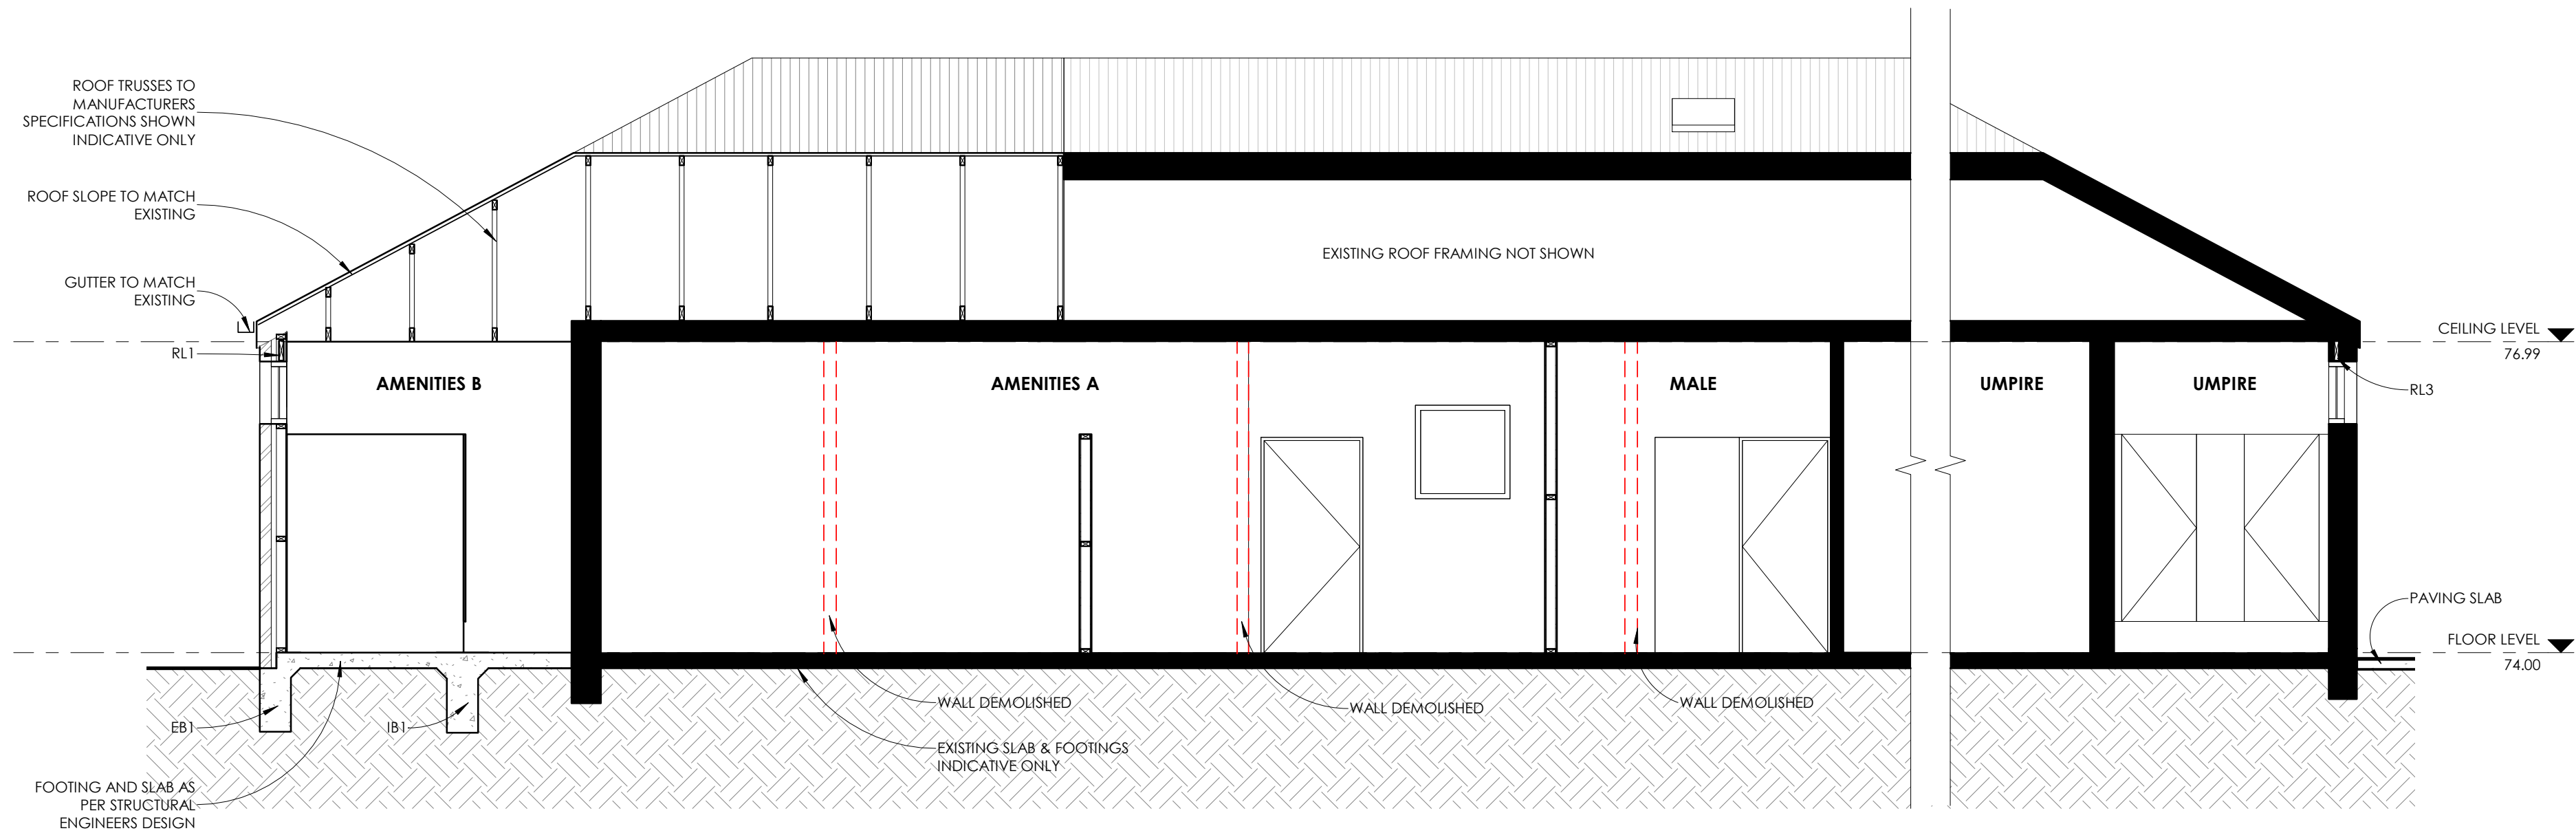 ROOF TRUSSES TO
MANUFACTURERS
SPECIFICATIONS SHOWN
INDICATIVE ONLY
ROOF SLOPE TO MATCH
EXISTING
GUTTER TO MATCH
EXISTING
RL1
EXISTING ROOF FRAMING NOT SHOWN
CEILING LEVEL
76.99
AMENITIES B
AMENITIES A
MALE
UMPIRE
UMPIRE
RL3
PAVING SLAB
FLOOR LEVEL
74.00
EB1
IB1
WALL DEMOLISHED
WALL DEMOLISHED
WALL DEMOLISHED
EXISTING SLAB & FOOTINGS
INDICATIVE ONLY
FOOTING AND SLAB AS
PER STRUCTURAL
ENGINEERS DESIGN